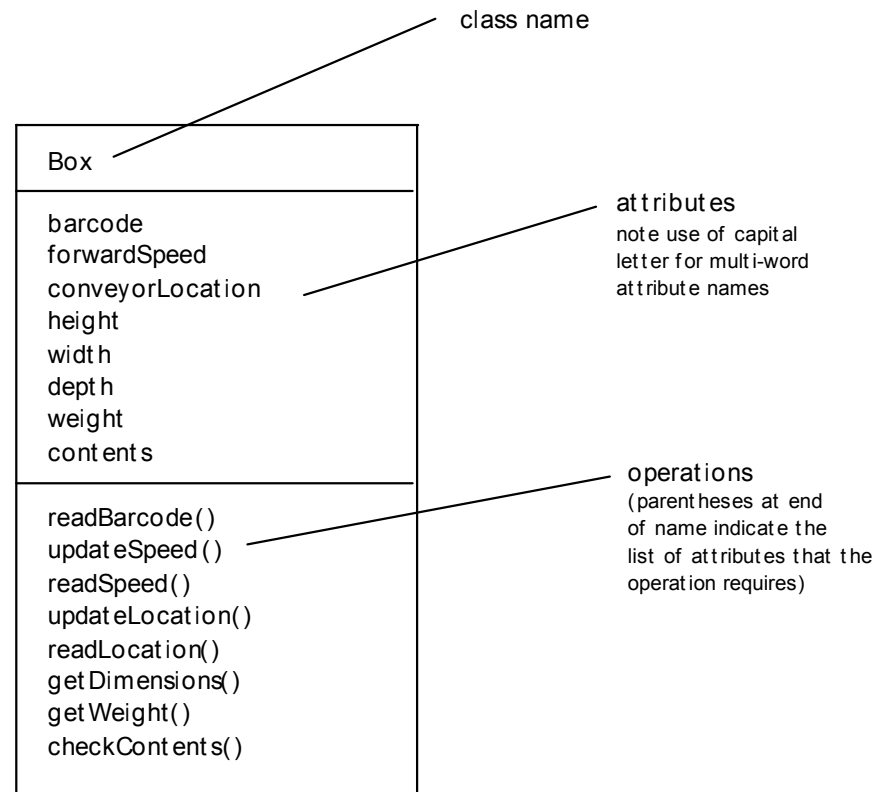 class name
Box
barcode
forwardSpeed
conveyorLocation
height
width
depth
weight
contents
attributes
note use of capital
letter for multi-word
attribute names
readBarcode()
updateSpeed()
readSpeed()
updateLocation()
readLocation()
getDimensions()
getWeight()
checkContents()
operations
(parentheses at end
of name indicate the
list of attributes that the
operation requires)